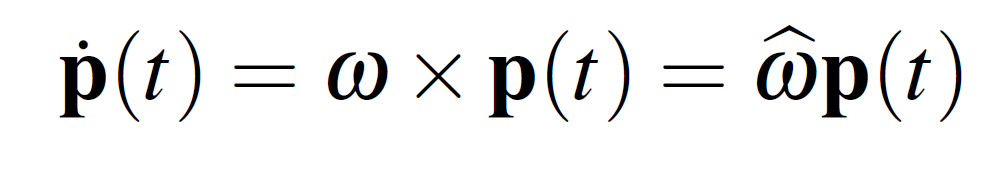 𝐩̇(t) = 𝝎 × 𝐩(t) = 𝝎̂𝐩(t)